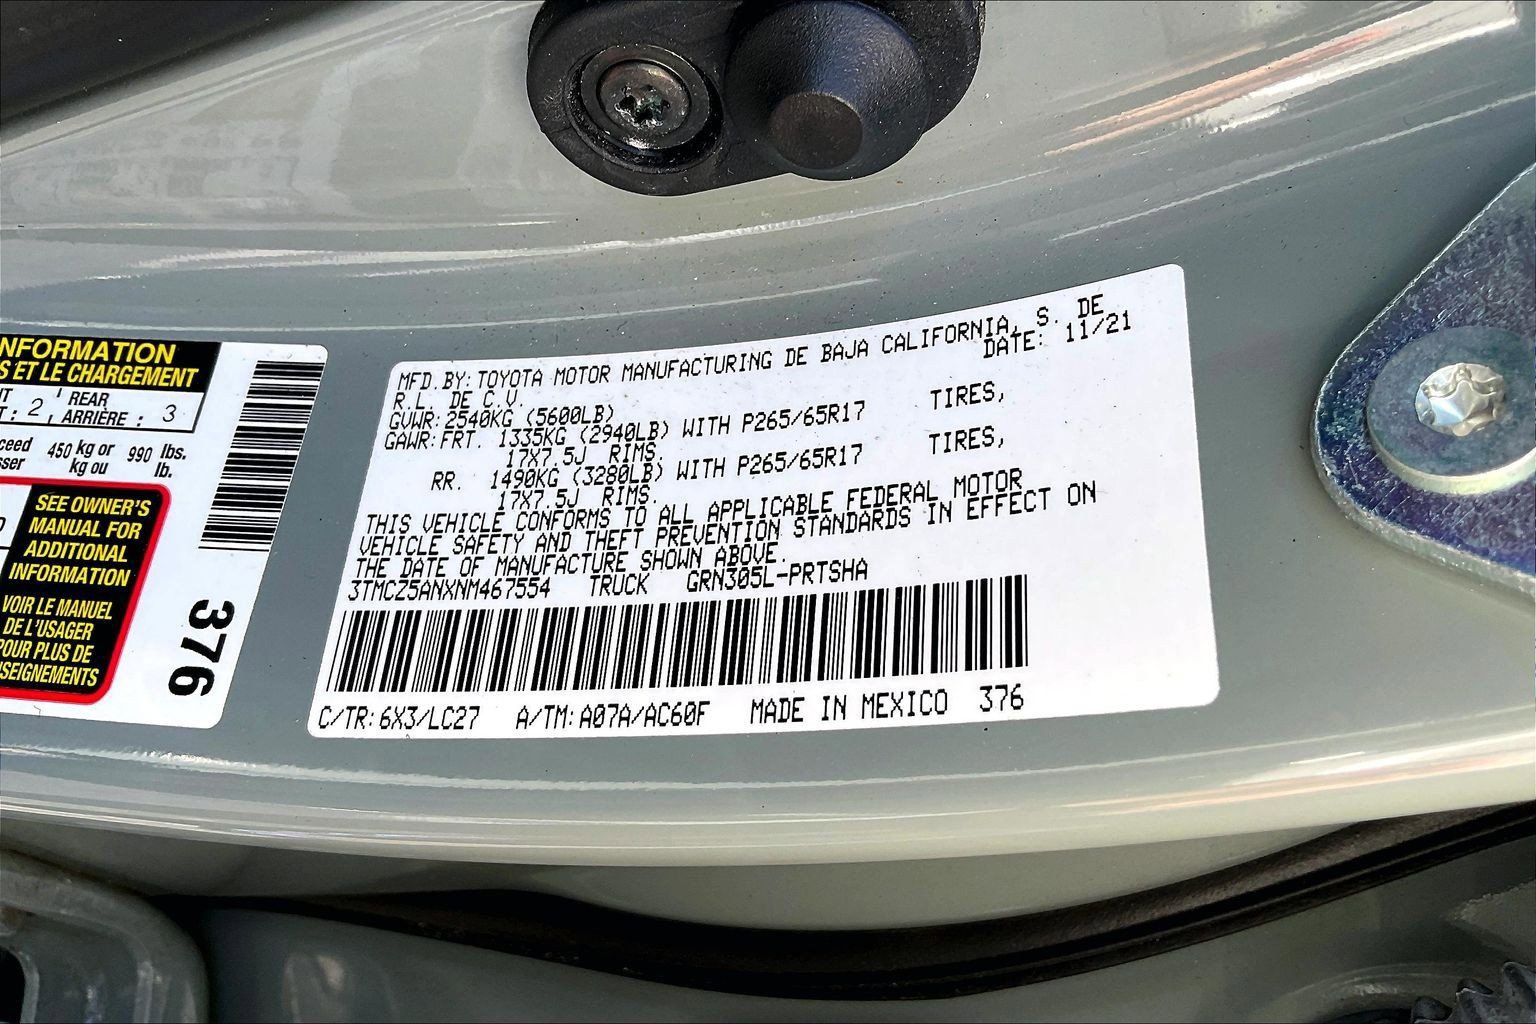 NFORMATION
S ET LE CHARGEMENT
NT REAR
T : 2 , ARRIÈRE : 3
ceed 450 kg or 990 lbs.
sser kg ou lb.
SEE OWNER'S
MANUAL FOR
ADDITIONAL
INFORMATION
VOIR LE MANUEL
DE L'USAGER
POUR PLUS DE
SEIGNEMENTS
376
MFD.BY:TOYOTA MOTOR MANUFACTURING DE BAJA CALIFORNIA, S. DE
R.L. DE C.V. DATE: 11/21
GVWR:2540KG (5600LB)
GAWR:FRT. 1335KG (2940LB) WITH P265/65R17 TIRES,
17X7.5J RIMS.
RR. 1490KG (3280LB) WITH P265/65R17 TIRES,
17X7.5J RIMS.
THIS VEHICLE CONFORMS TO ALL APPLICABLE FEDERAL MOTOR
VEHICLE SAFETY AND THEFT PREVENTION STANDARDS IN EFFECT ON
THE DATE OF MANUFACTURE SHOWN ABOVE.
3TMCZ5ANXNM467554 TRUCK GRN305L-PRTSHA
C/TR:6X3/LC27 A/TM:A07A/AC60F MADE IN MEXICO 376